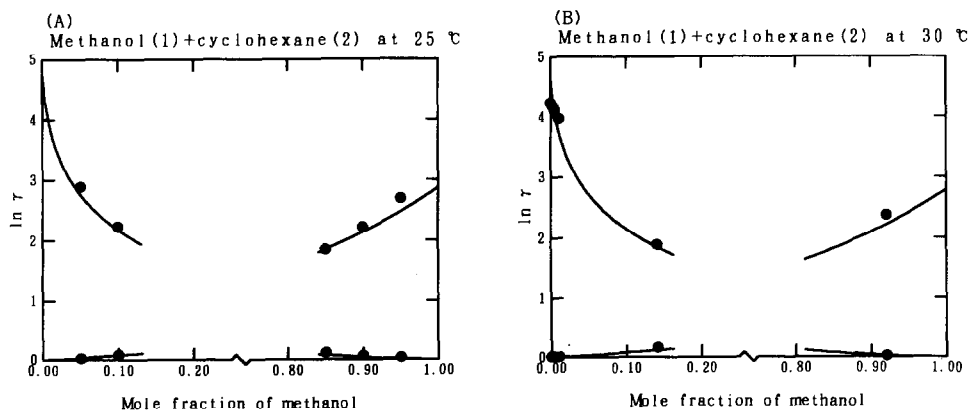 (A)
Methanol(1)+cyclohexane(2) at 25 ℃
5
4
3
2
1
0
ln γ
0.00 0.10 0.20 0.80 0.90 1.00
Mole fraction of methanol
(B)
Methanol(1)+cyclohexane(2) at 30 ℃
5
4
3
2
1
0
ln γ
0.00 0.10 0.20 0.80 0.90 1.00
Mole fraction of methanol